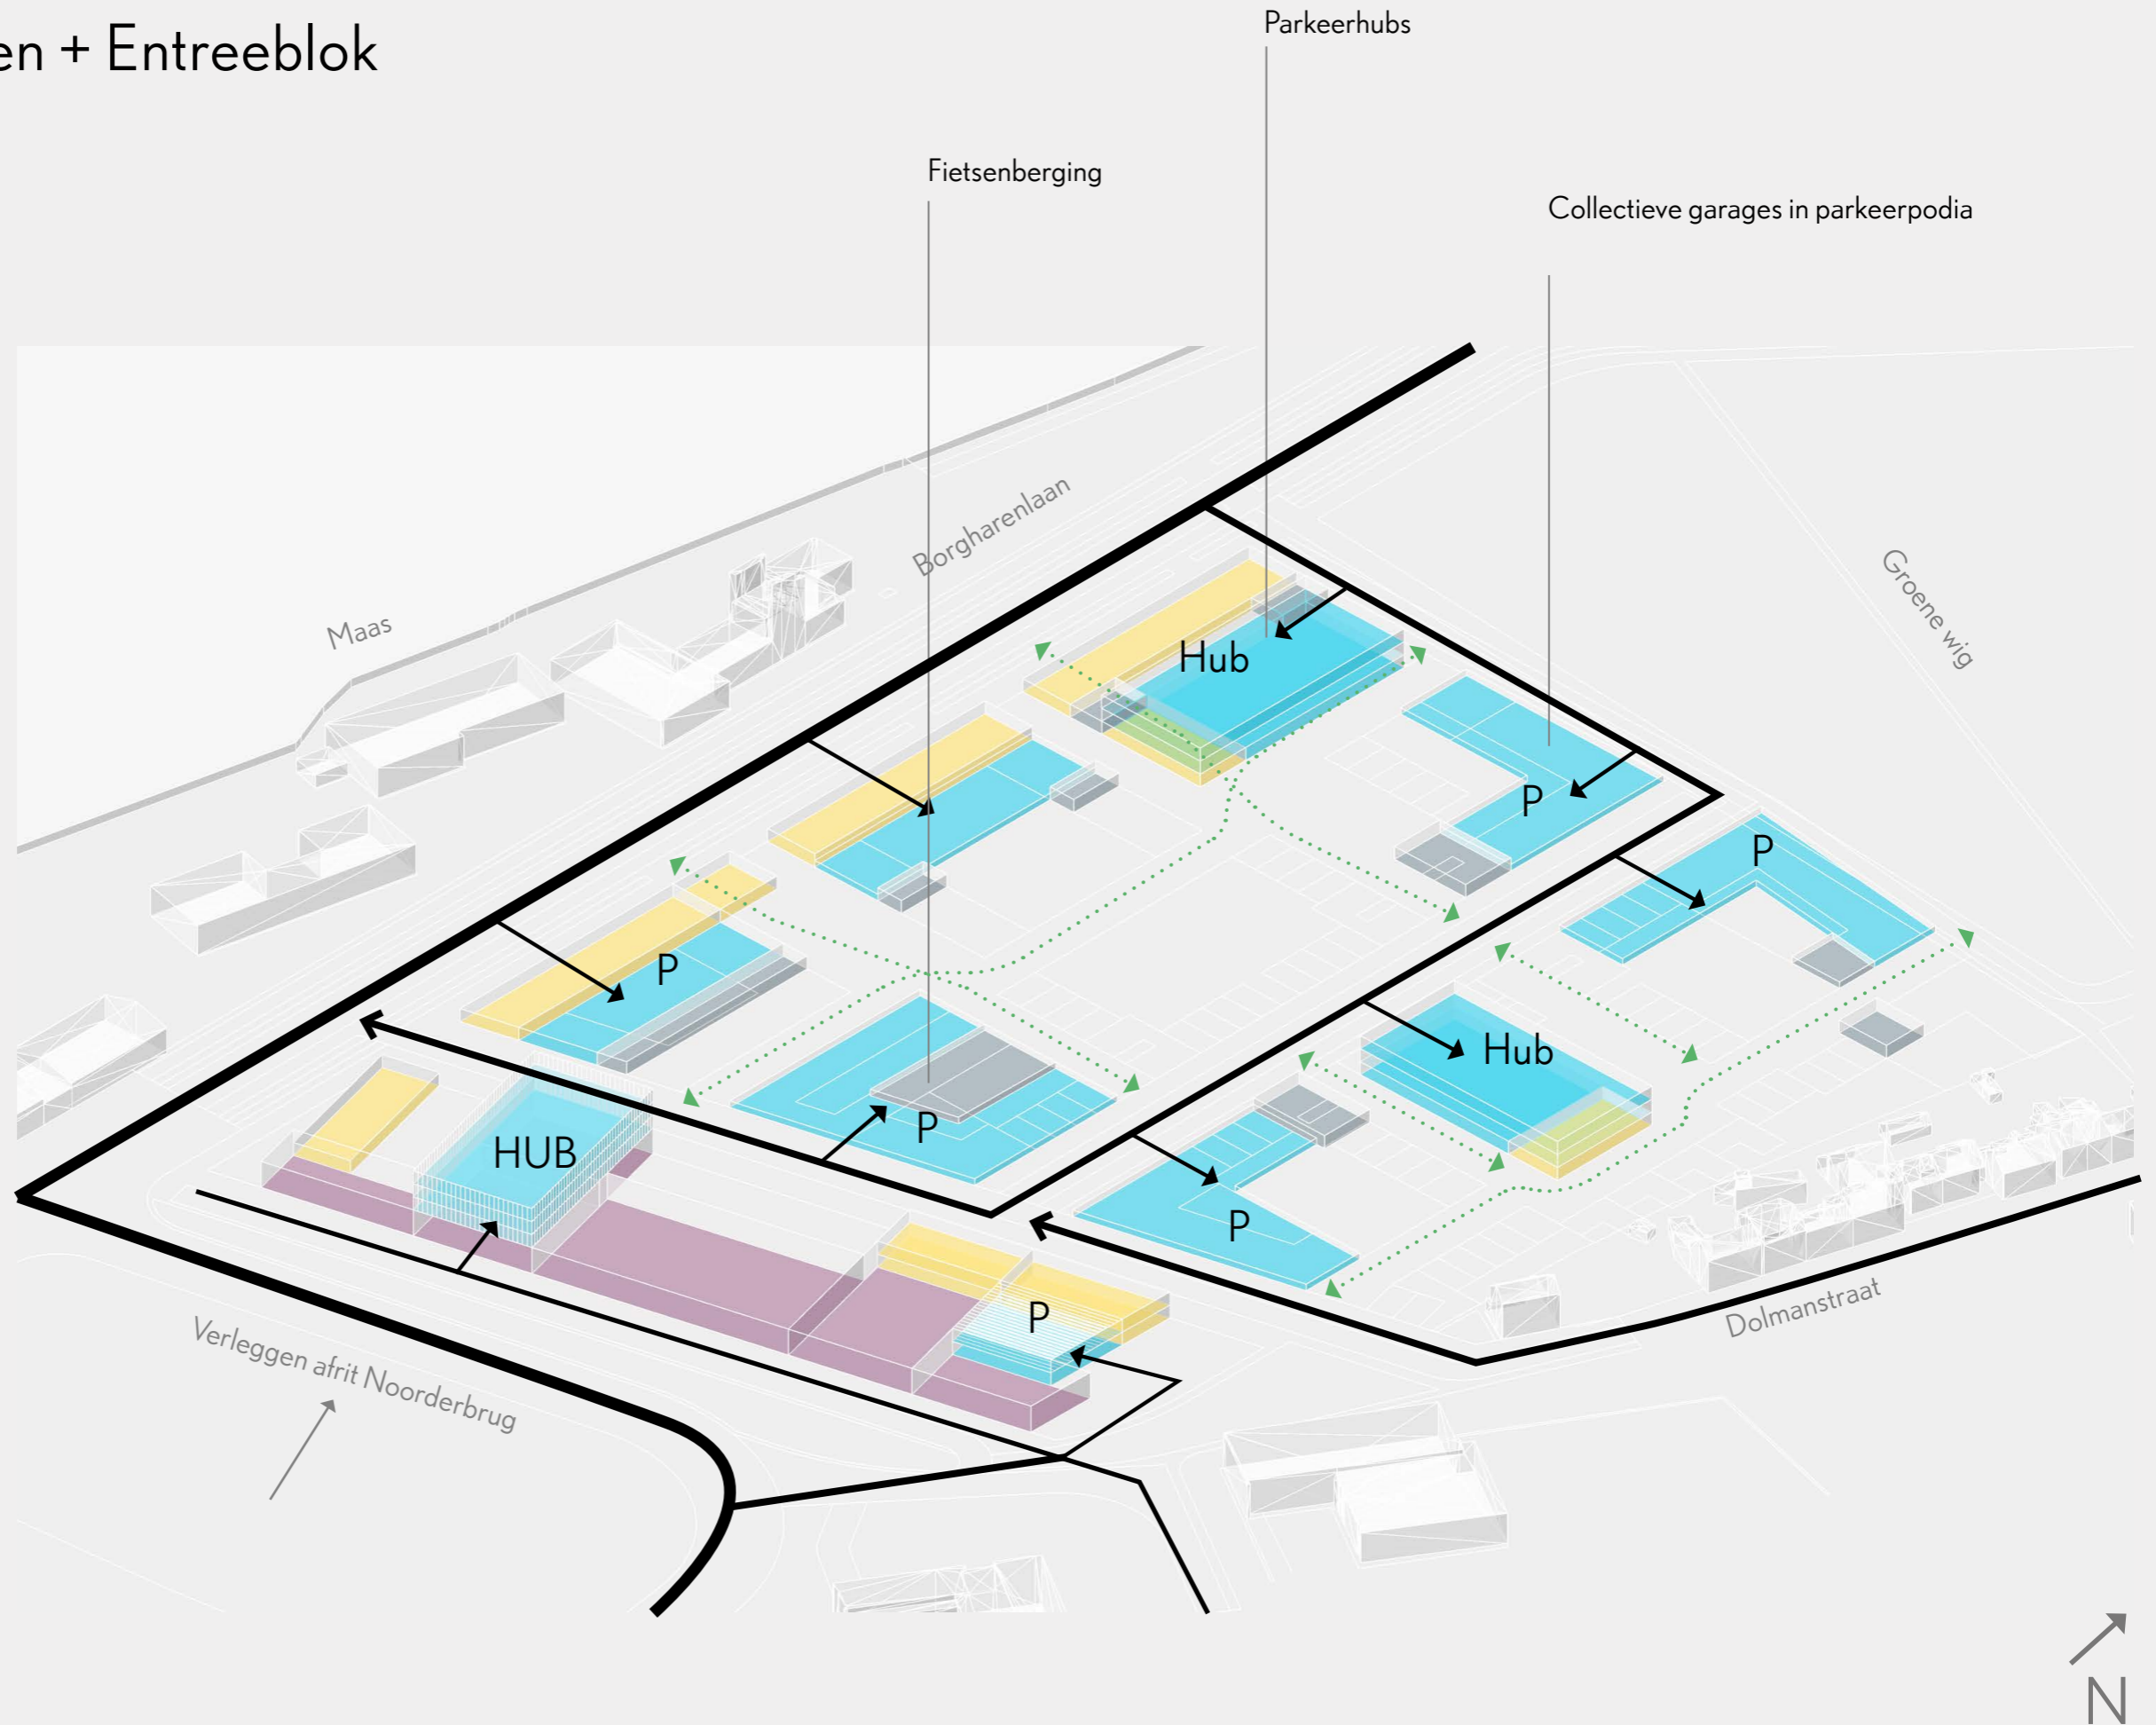 en + Entreeblok
Parkeerhubs
Fietsenberging
Collectieve garages in parkeerpodia
Borgharenlaan
Maas
Groene wig
Hub
P
P
P
Hub
P
HUB
P
P
Dolmanstraat
Verleggen afrit Noorderbrug
N